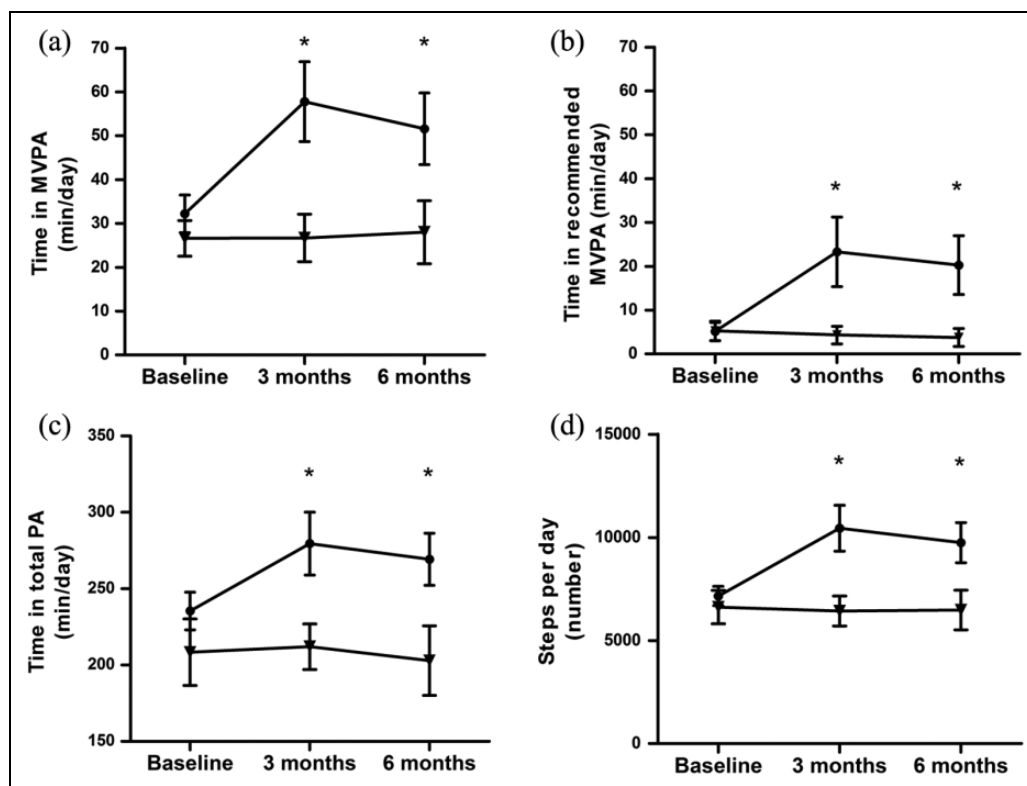 (a)
Time in MVPA
(min/day)
70
60
50
40
30
20
10
0
* *
Baseline 3 months 6 months
(b)
Time in recommended
MVPA (min/day)
70
60
50
40
30
20
10
0
* *
Baseline 3 months 6 months
(c)
Time in total PA
(min/day)
350
300
250
200
150
* *
Baseline 3 months 6 months
(d)
Steps per day
(number)
15000
10000
5000
0
* *
Baseline 3 months 6 months